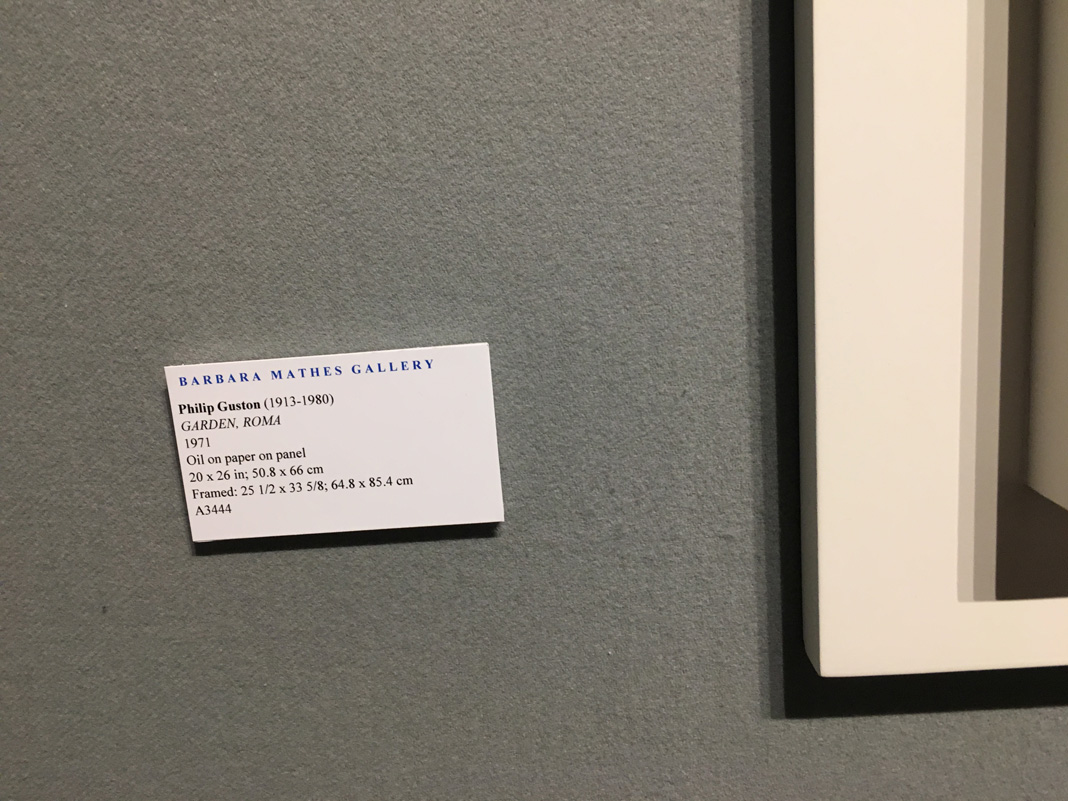 BARBARA MATHES GALLERY
Philip Guston (1913-1980)
GARDEN, ROMA
1971
Oil on paper on panel
20 x 26 in; 50.8 x 66 cm
Framed: 25 1/2 x 33 5/8; 64.8 x 85.4 cm
A3444